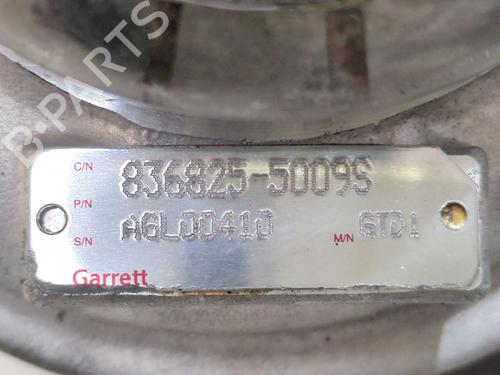 B-PARTS
C/N
836825-5009S
P/N
S/N A6L00410 M/N GTD1
Garrett